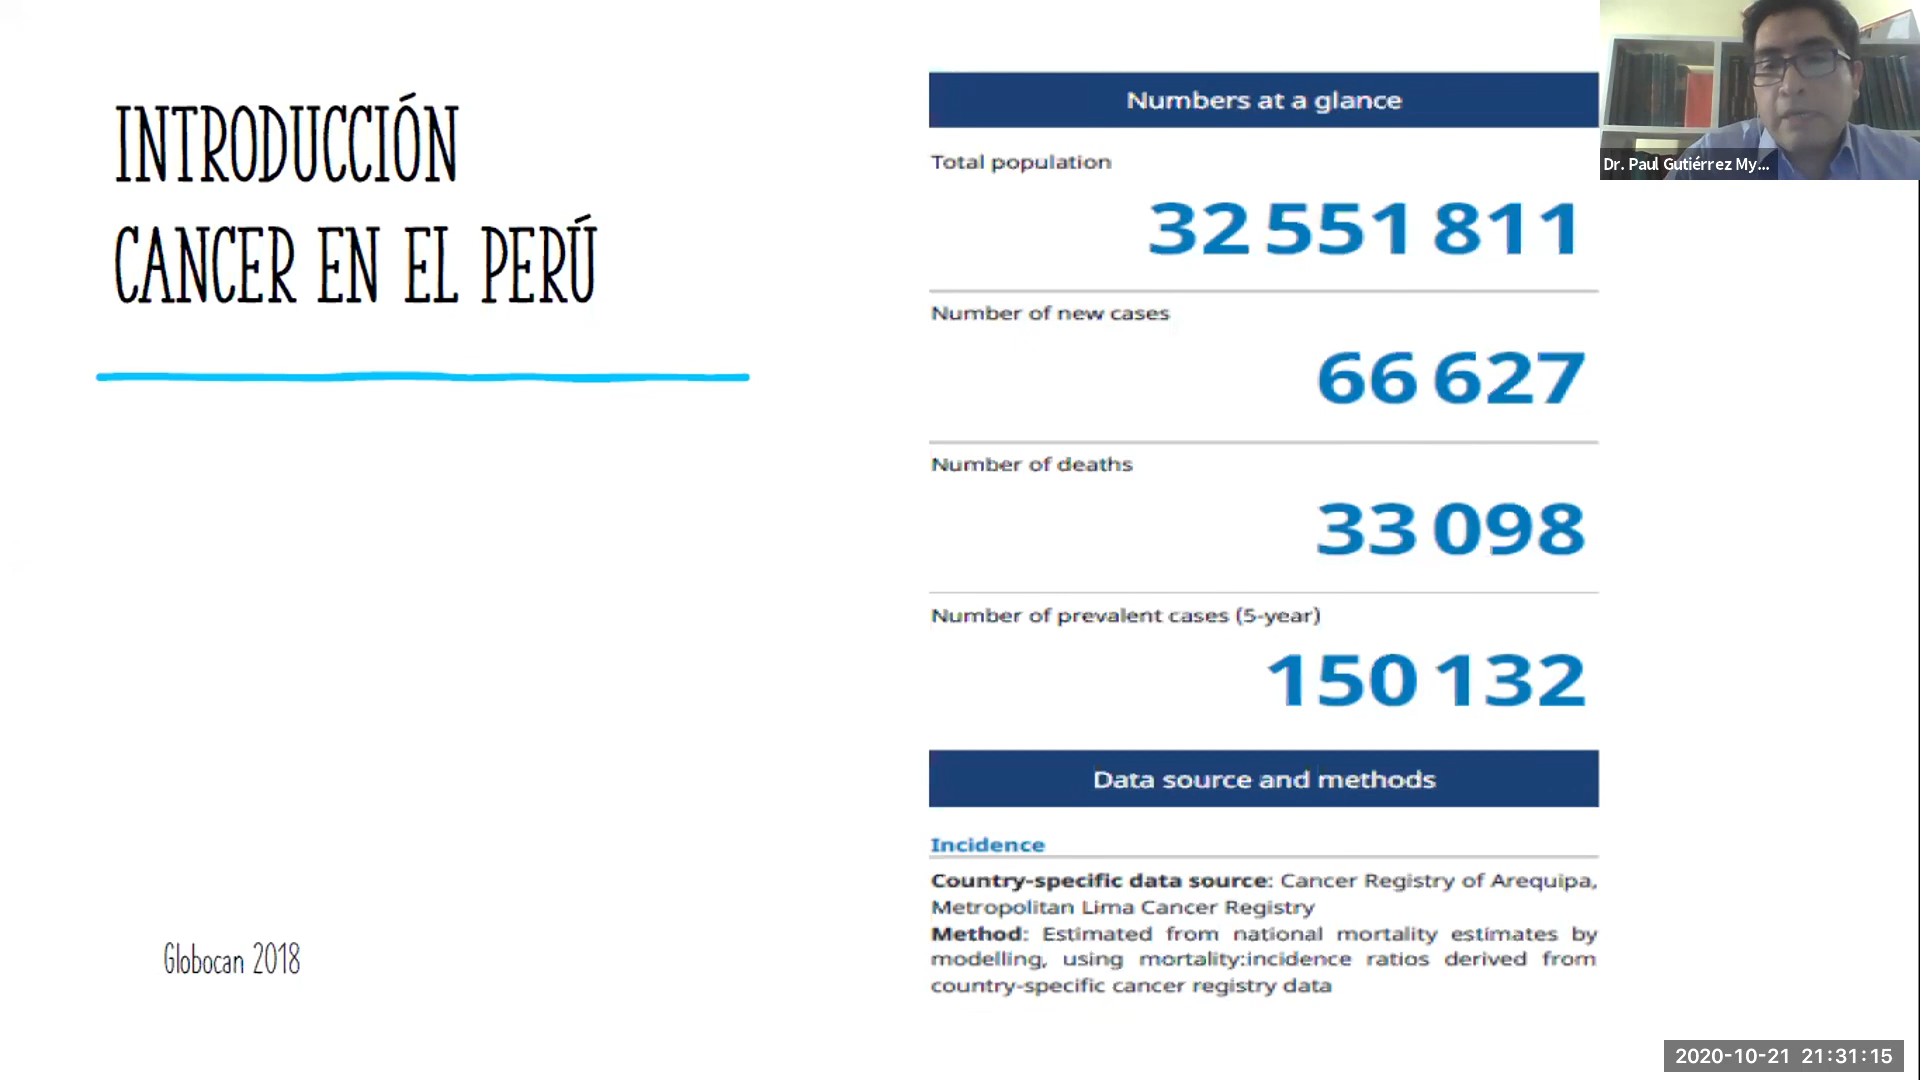 INTRODUCCIÓN
CANCER EN EL PERÚ
Globocan 2018
Numbers at a glance
Total population
32 551 811
Number of new cases
66 627
Number of deaths
33 098
Number of prevalent cases (5-year)
150 132
Data source and methods
Incidence
Country-specific data source: Cancer Registry of Arequipa,
Metropolitan Lima Cancer Registry
Method: Estimated from national mortality estimates by
modelling, using mortality:incidence ratios derived from
country-specific cancer registry data
Dr. Paul Gutiérrez My...
2020-10-21 21:31:15